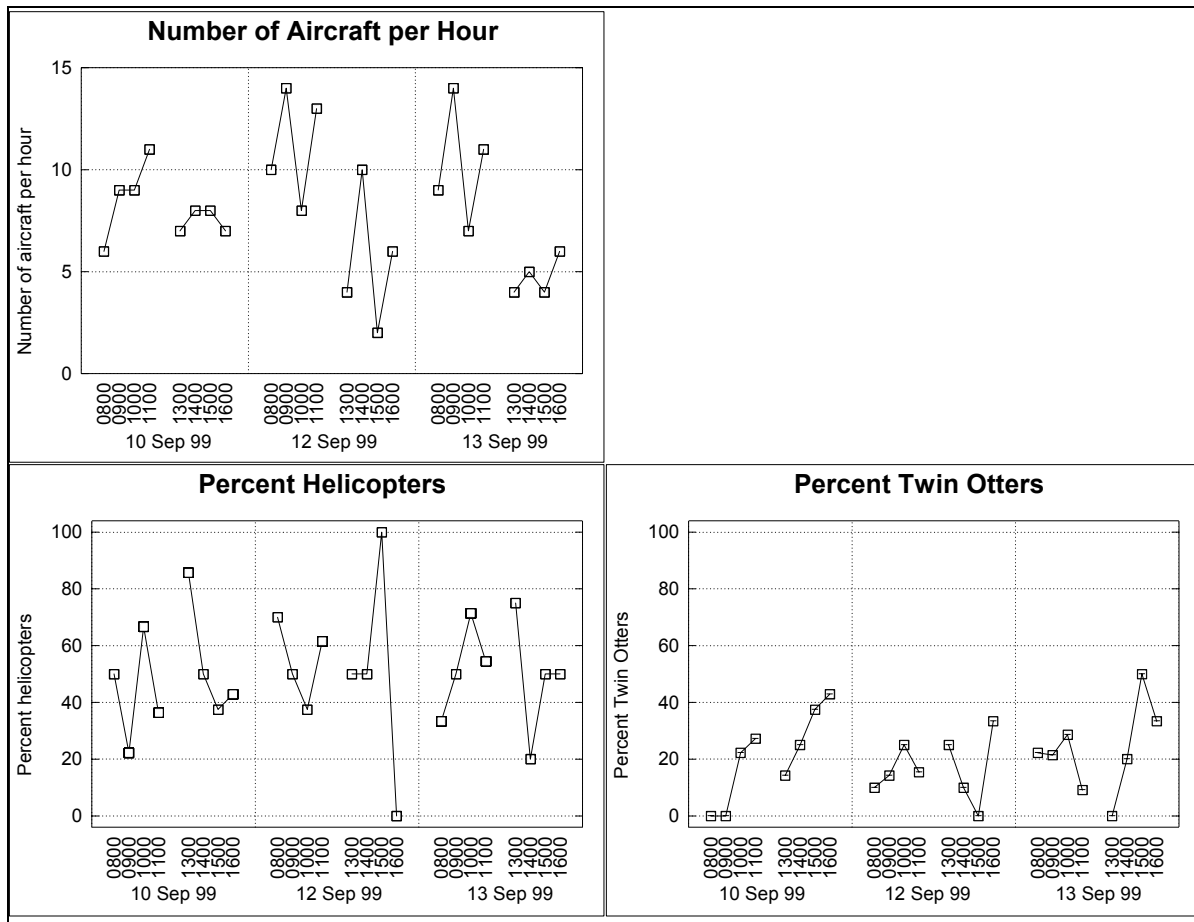 Number of Aircraft per Hour
Number of aircraft per hour
15
10
5
0
0800 0900 1000 1100 1300 1400 1500 1600 0800 0900 1000 1100 1300 1400 1500 1600 0800 0900 1000 1100 1300 1400 1500 1600
10 Sep 99 12 Sep 99 13 Sep 99
Percent Helicopters
Percent helicopters
100
80
60
40
20
0
0800 0900 1000 1100 1300 1400 1500 1600 0800 0900 1000 1100 1300 1400 1500 1600 0800 0900 1000 1100 1300 1400 1500 1600
10 Sep 99 12 Sep 99 13 Sep 99
Percent Twin Otters
Percent Twin Otters
100
80
60
40
20
0
0800 0900 1000 1100 1300 1400 1500 1600 0800 0900 1000 1100 1300 1400 1500 1600 0800 0900 1000 1100 1300 1400 1500 1600
10 Sep 99 12 Sep 99 13 Sep 99